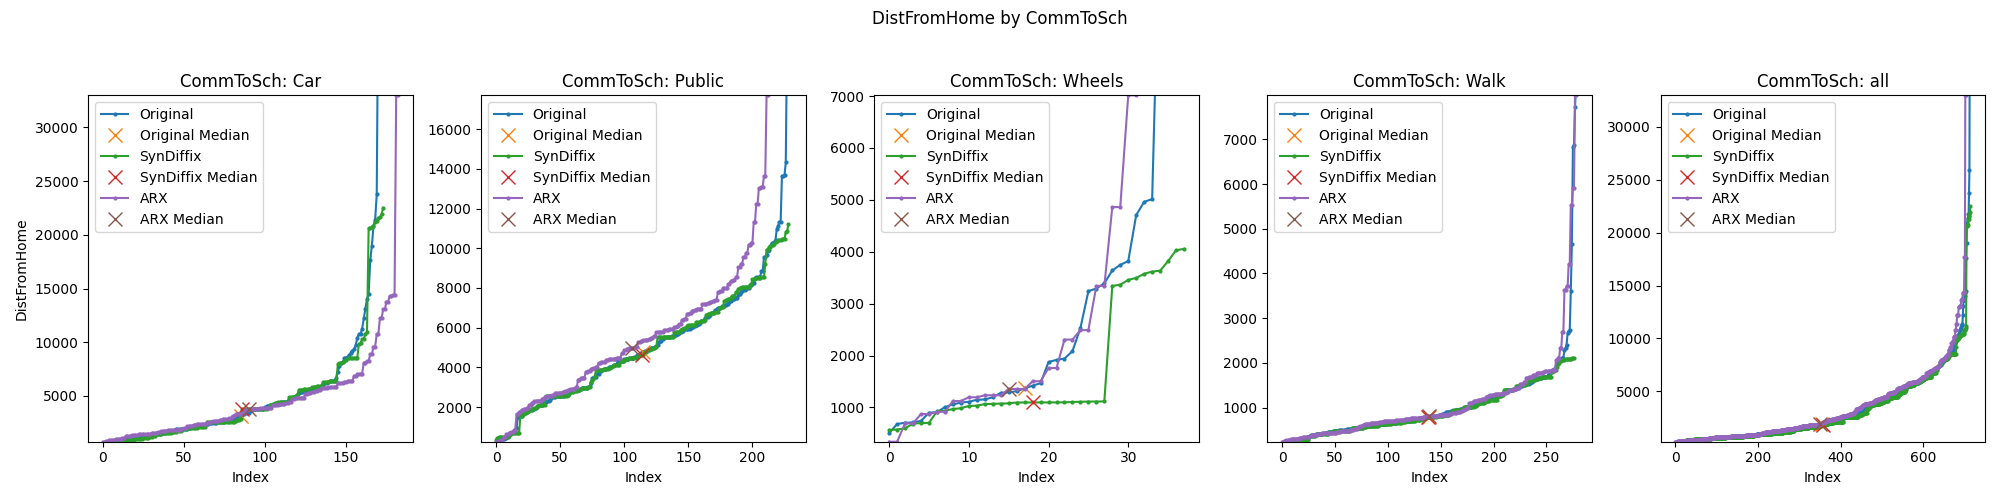 DistFromHome by CommToSch
CommToSch: Car
Original
Original Median
SynDiffix
SynDiffix Median
ARX
ARX Median
30000
25000
20000
15000
10000
5000
DistFromHome
0 50 100 150
Index
CommToSch: Public
Original
Original Median
SynDiffix
SynDiffix Median
ARX
ARX Median
16000
14000
12000
10000
8000
6000
4000
2000
0 50 100 150 200
Index
CommToSch: Wheels
Original
Original Median
SynDiffix
SynDiffix Median
ARX
ARX Median
7000
6000
5000
4000
3000
2000
1000
0 10 20 30
Index
CommToSch: Walk
Original
Original Median
SynDiffix
SynDiffix Median
ARX
ARX Median
7000
6000
5000
4000
3000
2000
1000
0 50 100 150 200 250
Index
CommToSch: all
Original
Original Median
SynDiffix
SynDiffix Median
ARX
ARX Median
30000
25000
20000
15000
10000
5000
0 200 400 600
Index